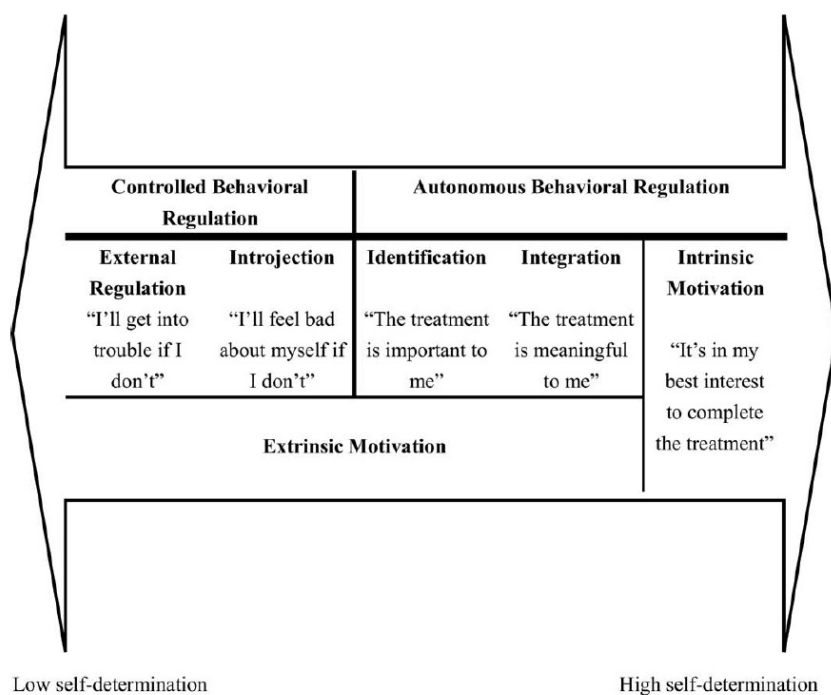 Controlled Behavioral
Regulation
Autonomous Behavioral Regulation
External
Regulation
“I’ll get into
trouble if I
don’t”
Introjection
“I’ll feel bad
about myself if
I don’t”
Identification
“The treatment
is important to
me”
Integration
“The treatment
is meaningful
to me”
Intrinsic
Motivation
“It’s in my
best interest
to complete
the treatment”
Extrinsic Motivation
Low self-determination
High self-determination